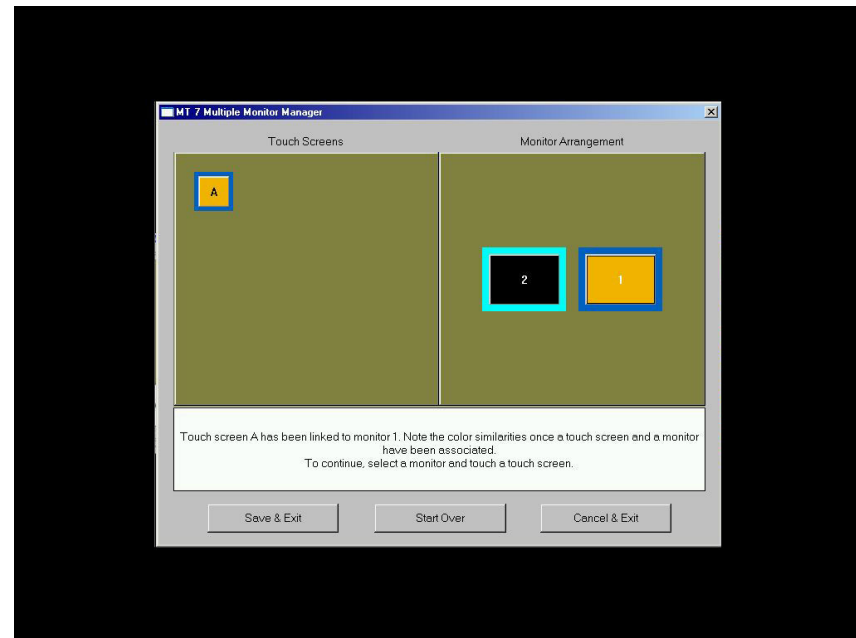 MT 7 Multiple Monitor Manager
Touch Screens
Monitor Arrangement
A
2
1
Touch screen A has been linked to monitor 1. Note the color similarities once a touch screen and a monitor
have been associated.
To continue, select a monitor and touch a touch screen.
Save & Exit
Start Over
Cancel & Exit